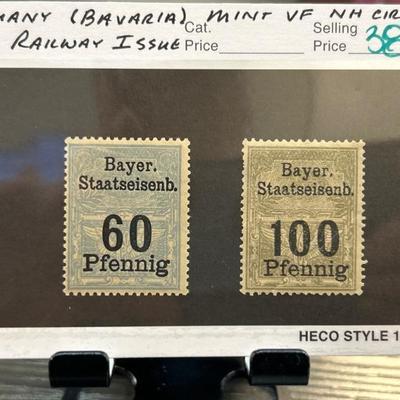 MANY (BAVARIA) MINT VF NH CIR
Cat. Selling
RAILWAY ISSUE Price Price 38
Bayer.
Staatseisenb.
60
Pfennig
Bayer.
Staatseisenb.
100
Pfennig
HECO STYLE 1